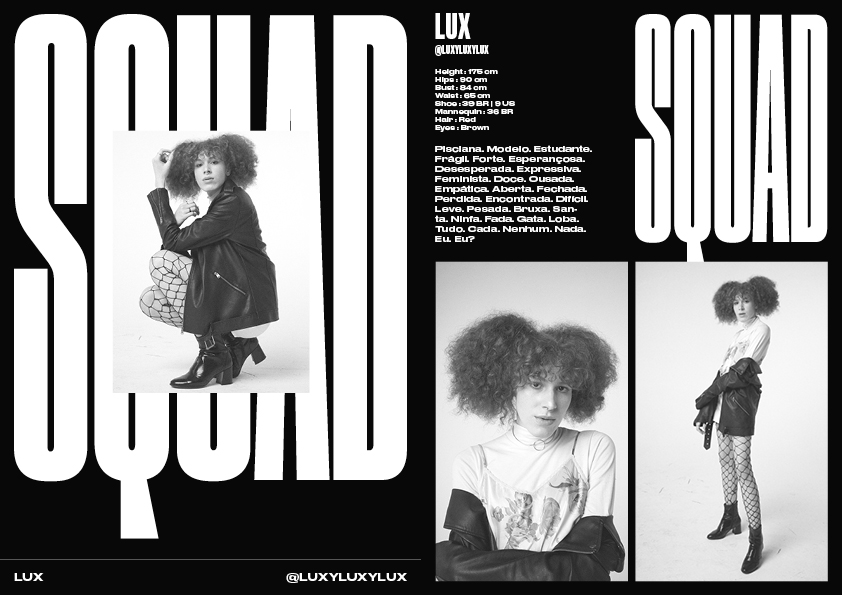 SQUAD
LUX
@LUXYLUXYLUX
LUX
@LUXYLUXYLUX
Height : 175 cm
Hips : 90 cm
Bust : 84 cm
Waist : 65 cm
Shoe : 39 BR | 9 US
Mannequin : 36 BR
Hair : Red
Eyes : Brown
Pisciana. Modelo. Estudante.
Frágil. Forte. Esperançosa.
Desesperada. Expressiva.
Feminista. Doce. Ousada.
Empática. Aberta. Fechada.
Perdida. Encontrada. Difícil.
Leve. Pesada. Bruxa. San-
ta. Ninfa. Fada. Gata. Loba.
Tudo. Cada. Nenhum. Nada.
Eu. Eu?
SQUAD